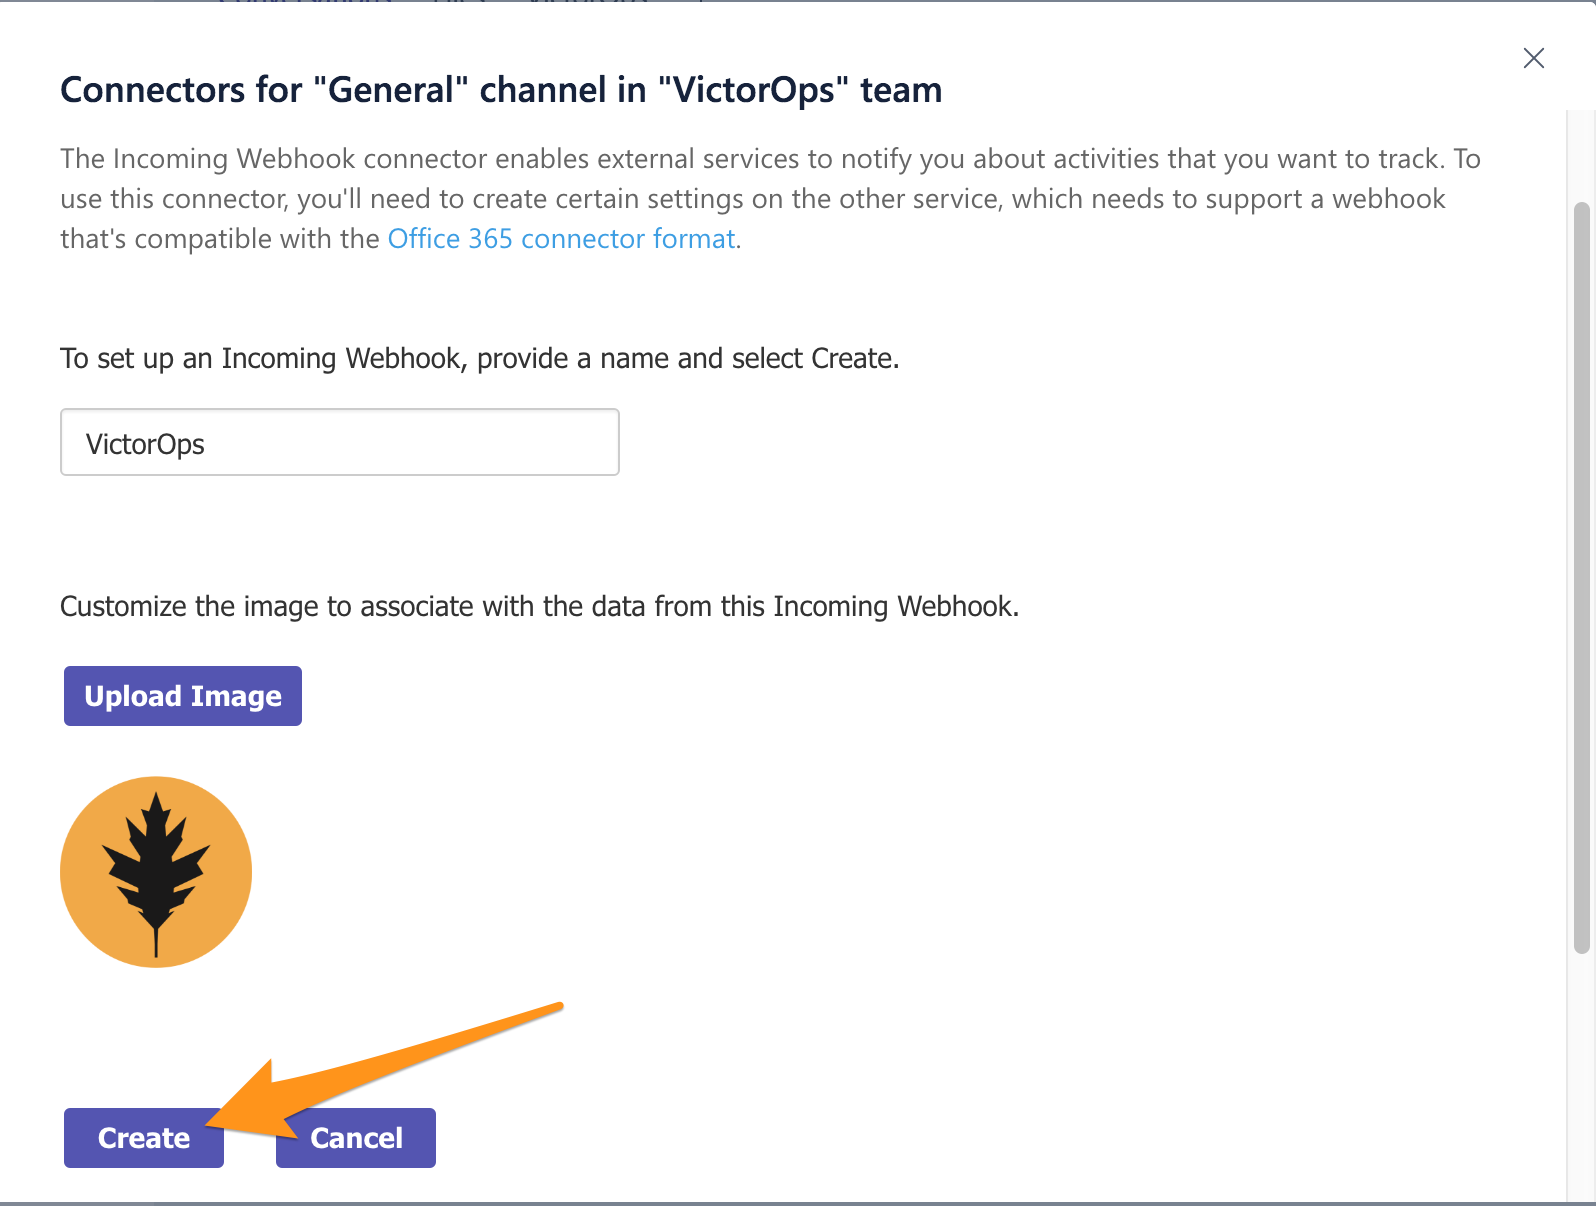 Connectors for "General" channel in "VictorOps" team
The Incoming Webhook connector enables external services to notify you about activities that you want to track. To
use this connector, you'll need to create certain settings on the other service, which needs to support a webhook
that's compatible with the Office 365 connector format.
To set up an Incoming Webhook, provide a name and select Create.
VictorOps
Customize the image to associate with the data from this Incoming Webhook.
Upload Image
Create
Cancel